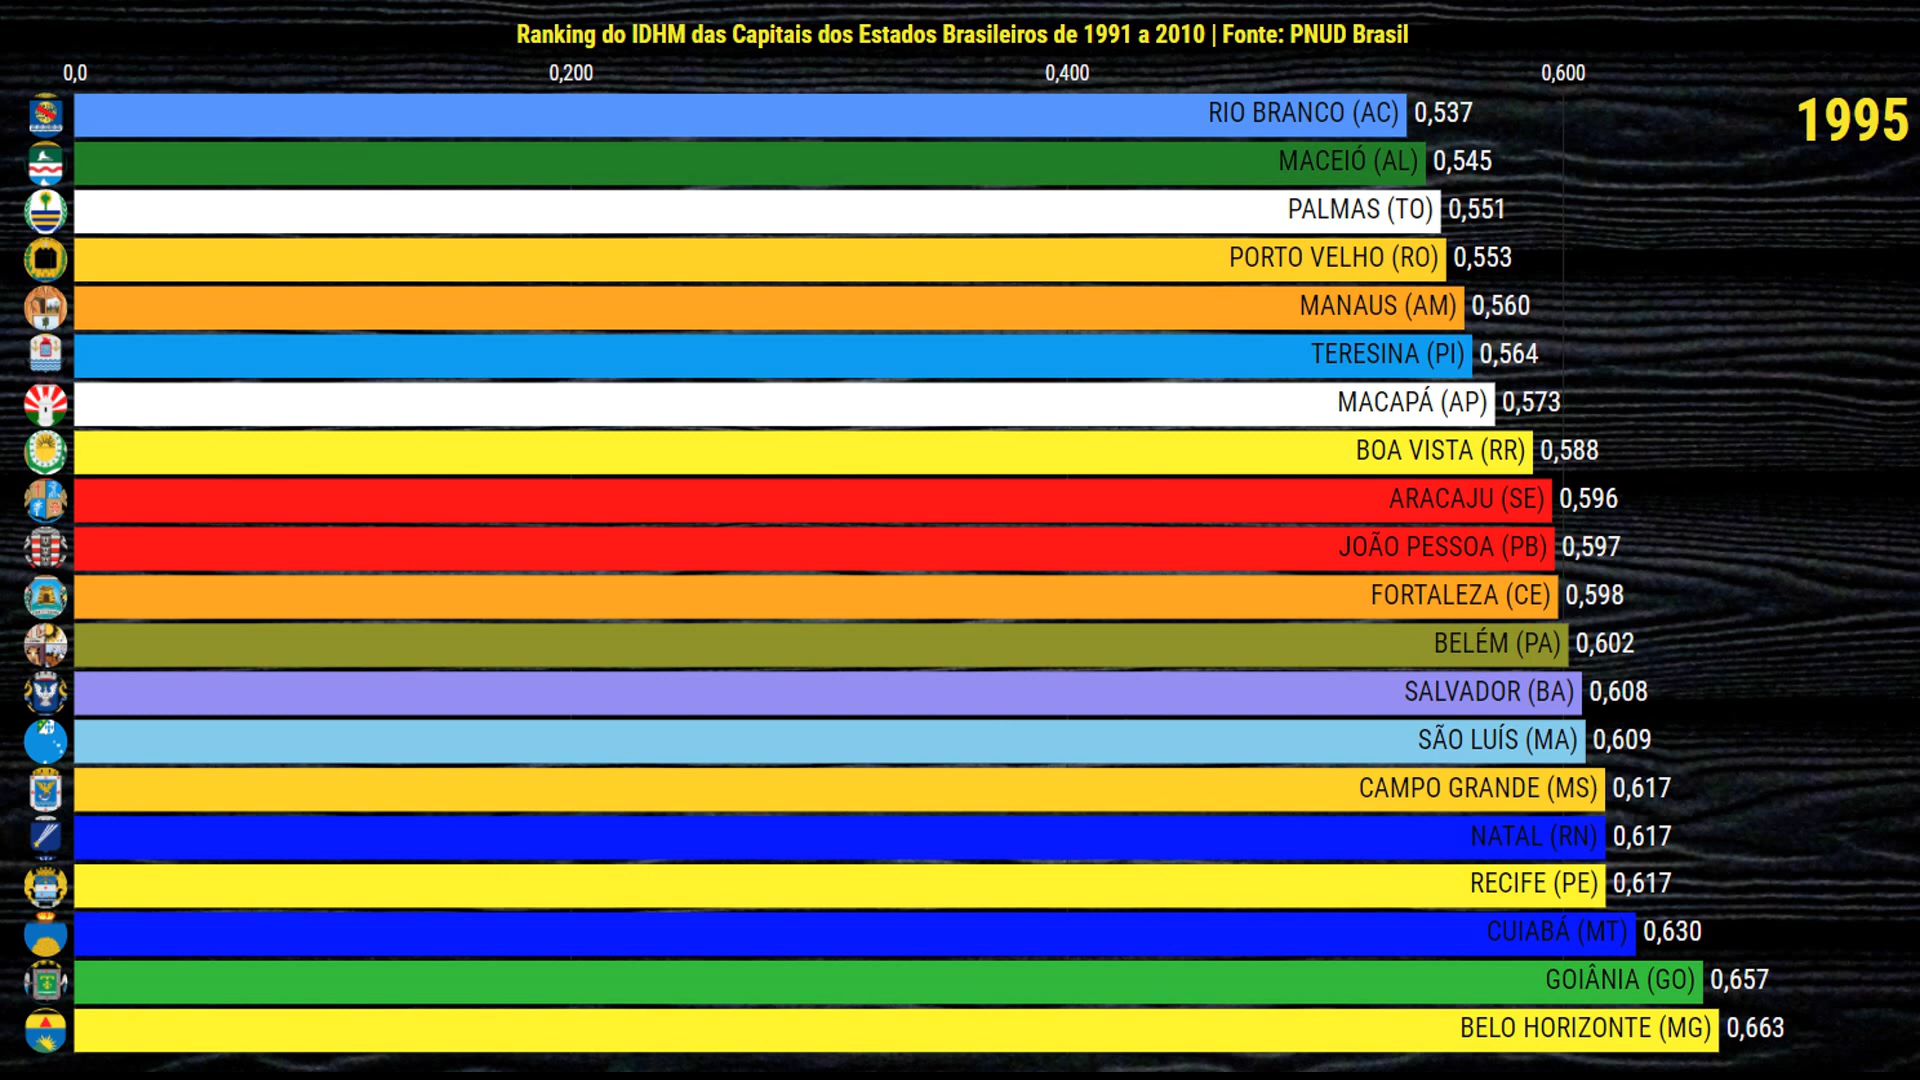 Ranking do IDHM das Capitais dos Estados Brasileiros de 1991 a 2010 | Fonte: PNUD Brasil
0,0 0,200 0,400 0,600
1995
RIO BRANCO (AC) 0,537
MACEIÓ (AL) 0,545
PALMAS (TO) 0,551
PORTO VELHO (RO) 0,553
MANAUS (AM) 0,560
TERESINA (PI) 0,564
MACAPÁ (AP) 0,573
BOA VISTA (RR) 0,588
ARACAJU (SE) 0,596
JOÃO PESSOA (PB) 0,597
FORTALEZA (CE) 0,598
BELÉM (PA) 0,602
SALVADOR (BA) 0,608
SÃO LUÍS (MA) 0,609
CAMPO GRANDE (MS) 0,617
NATAL (RN) 0,617
RECIFE (PE) 0,617
CUIABÁ (MT) 0,630
GOIÂNIA (GO) 0,657
BELO HORIZONTE (MG) 0,663